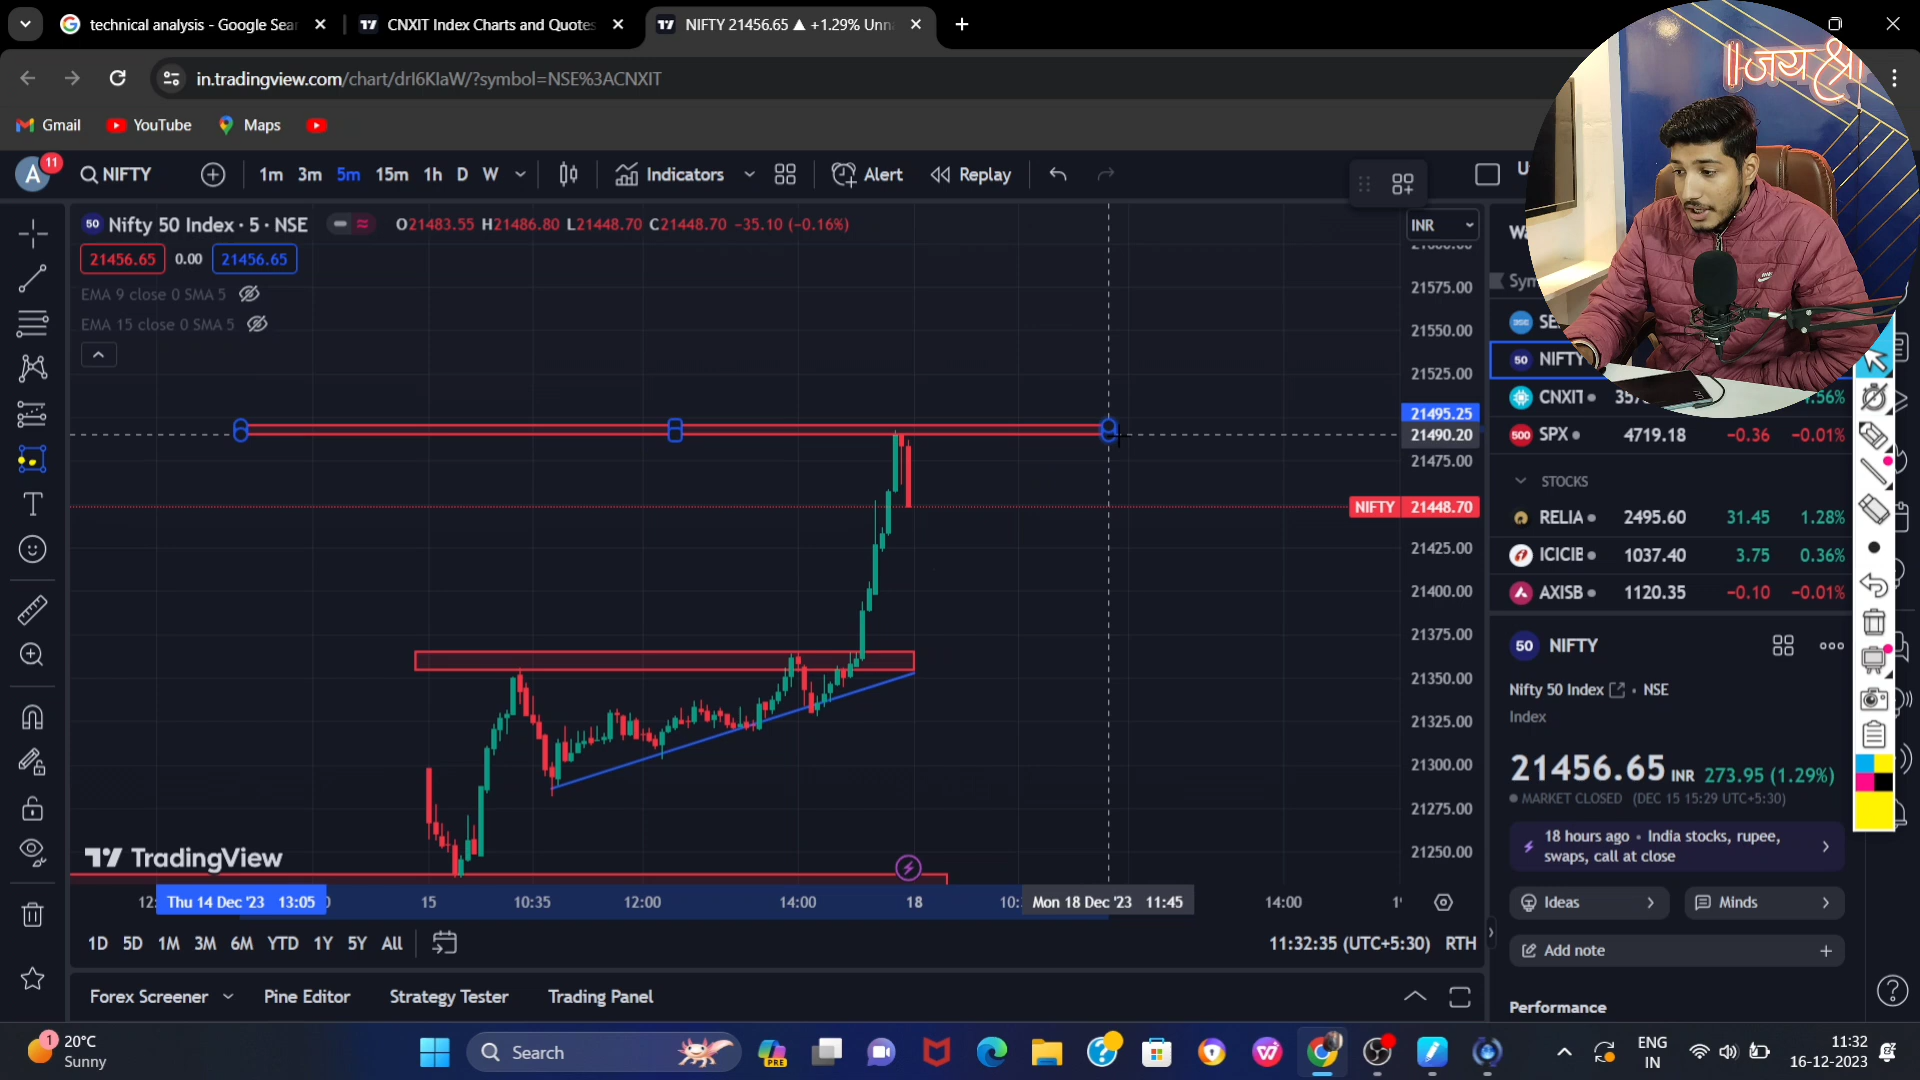 technical analysis - Google Sear
CNXIT Index Charts and Quotes
NIFTY 21456.65 ▲ +1.29% Unn
in.tradingview.com/chart/drI6KIaW/?symbol=NSE%3ACNXIT
Gmail YouTube Maps
A 11 NIFTY 1m 3m 5m 15m 1h D W Indicators Alert Replay
50 Nifty 50 Index · 5 · NSE O21483.55 H21486.80 L21448.70 C21448.70 −35.10 (−0.16%)
21456.65 0.00 21456.65
EMA 9 close 0 SMA 5
EMA 15 close 0 SMA 5
INR
21575.00
21550.00
21525.00
21495.25
21490.20
21475.00
NIFTY 21448.70
21425.00
21400.00
21375.00
21350.00
21325.00
21300.00
21275.00
21250.00
TradingView
Thu 14 Dec '23 13:05 15 10:35 12:00 14:00 18 Mon 18 Dec '23 11:45 14:00
1D 5D 1M 3M 6M YTD 1Y 5Y All
11:32:35 (UTC+5:30) RTH
Forex Screener Pine Editor Strategy Tester Trading Panel
जय श्री
50 NIFTY
CNXIT
500 SPX 4719.18 −0.36 −0.01%
STOCKS
RELIA 2495.60 31.45 1.28%
ICICIE 1037.40 3.75 0.36%
AXISB 1120.35 −0.10 −0.01%
50 NIFTY
Nifty 50 Index · NSE
Index
21456.65 INR 273.95 (1.29%)
MARKET CLOSED (DEC 15 15:29 UTC+5:30)
18 hours ago · India stocks, rupee,
swaps, call at close
Ideas Minds
Add note
Performance
1 20°C
Sunny
Search
PRE
ENG
IN
11:32
16-12-2023